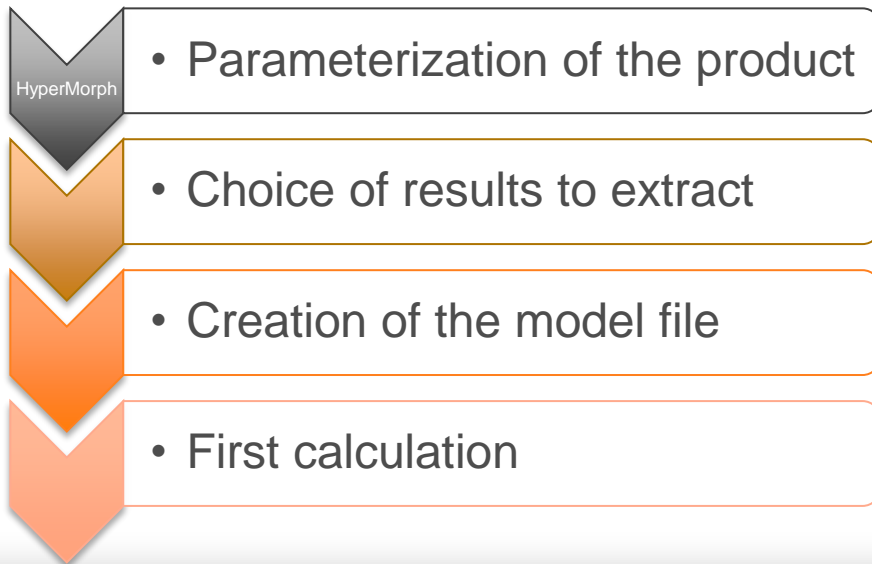 HyperMorph
• Parameterization of the product
• Choice of results to extract
• Creation of the model file
• First calculation